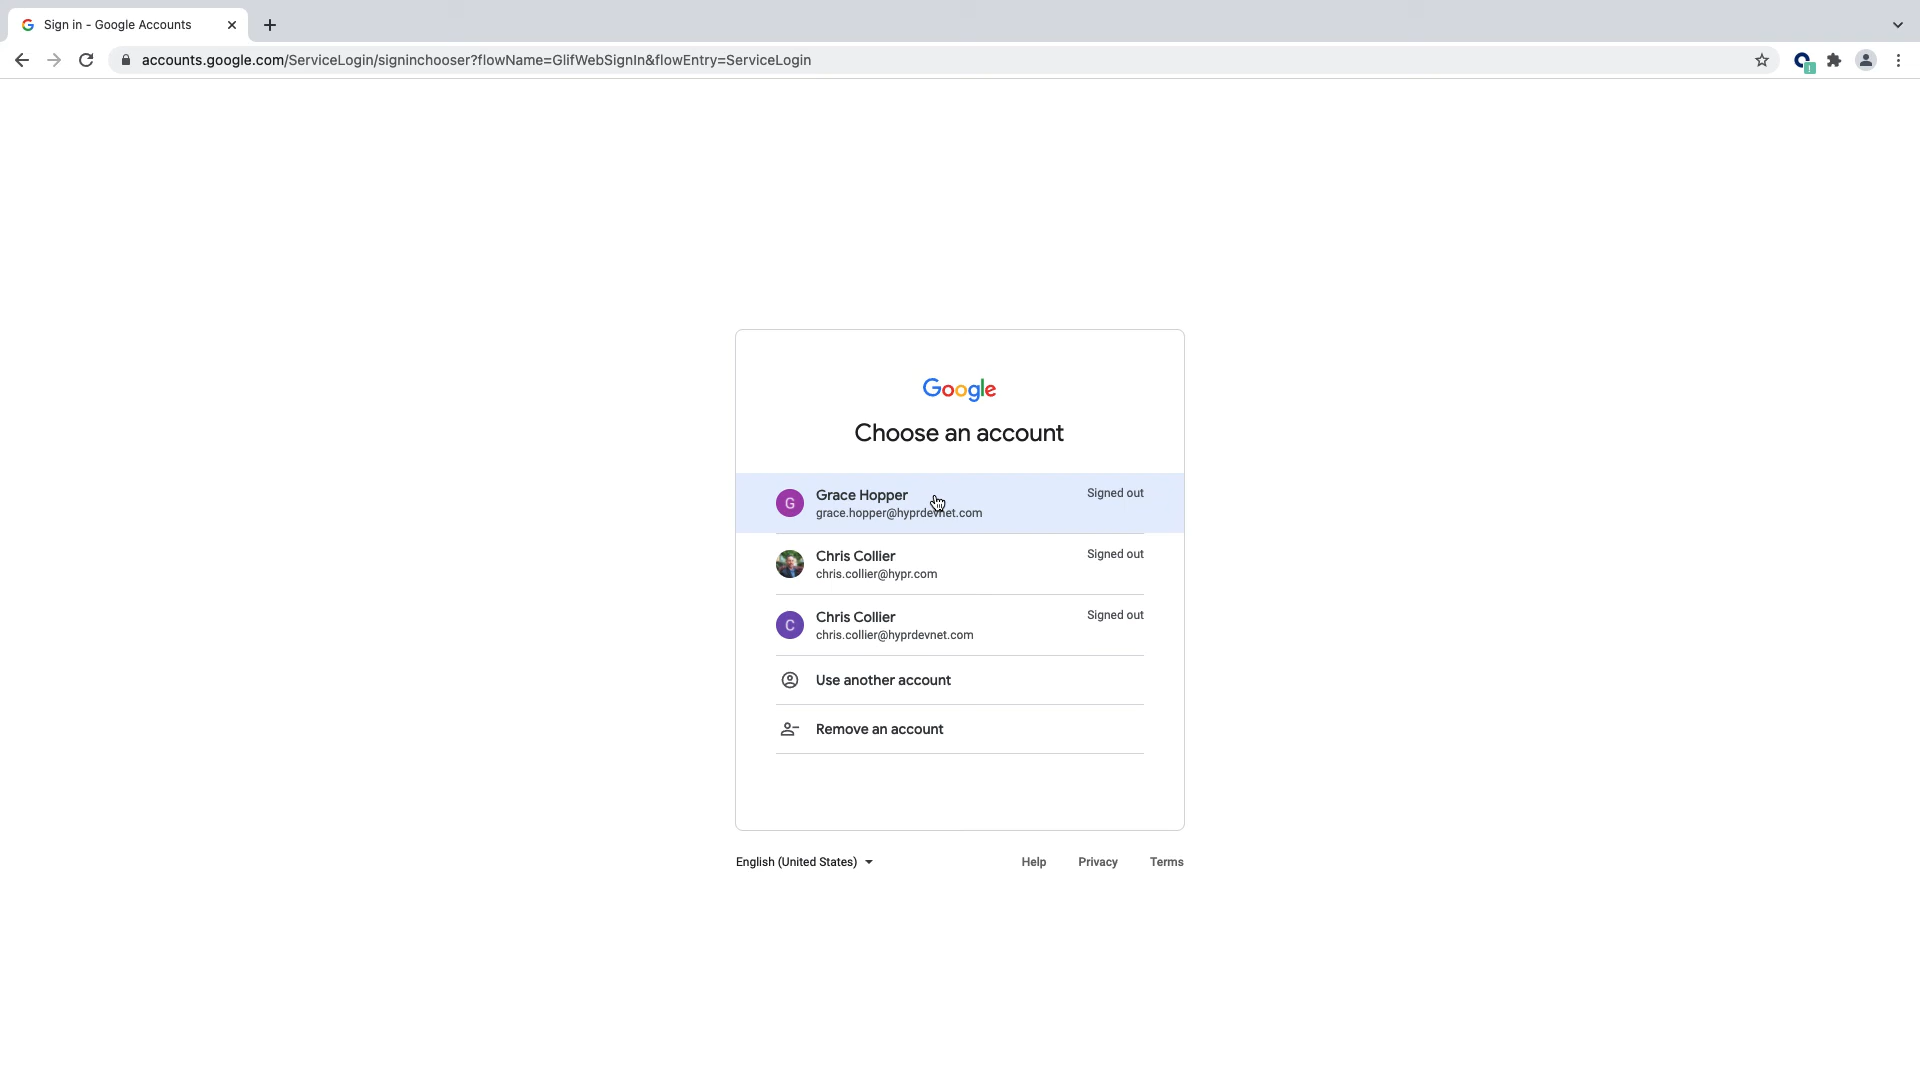 Sign in - Google Accounts
accounts.google.com/ServiceLogin/signinchooser?flowName=GlifWebSignIn&flowEntry=ServiceLogin
Google
Choose an account
G
Grace Hopper
Signed out
grace.hopper@hyprdevnet.com
Chris Collier
Signed out
chris.collier@hypr.com
C
Chris Collier
Signed out
chris.collier@hyprdevnet.com
Use another account
Remove an account
English (United States)
Help
Privacy
Terms